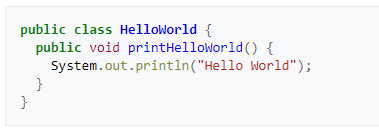 public class HelloWorld {
  public void printHelloWorld() {
    System.out.println("Hello World");
  }
}